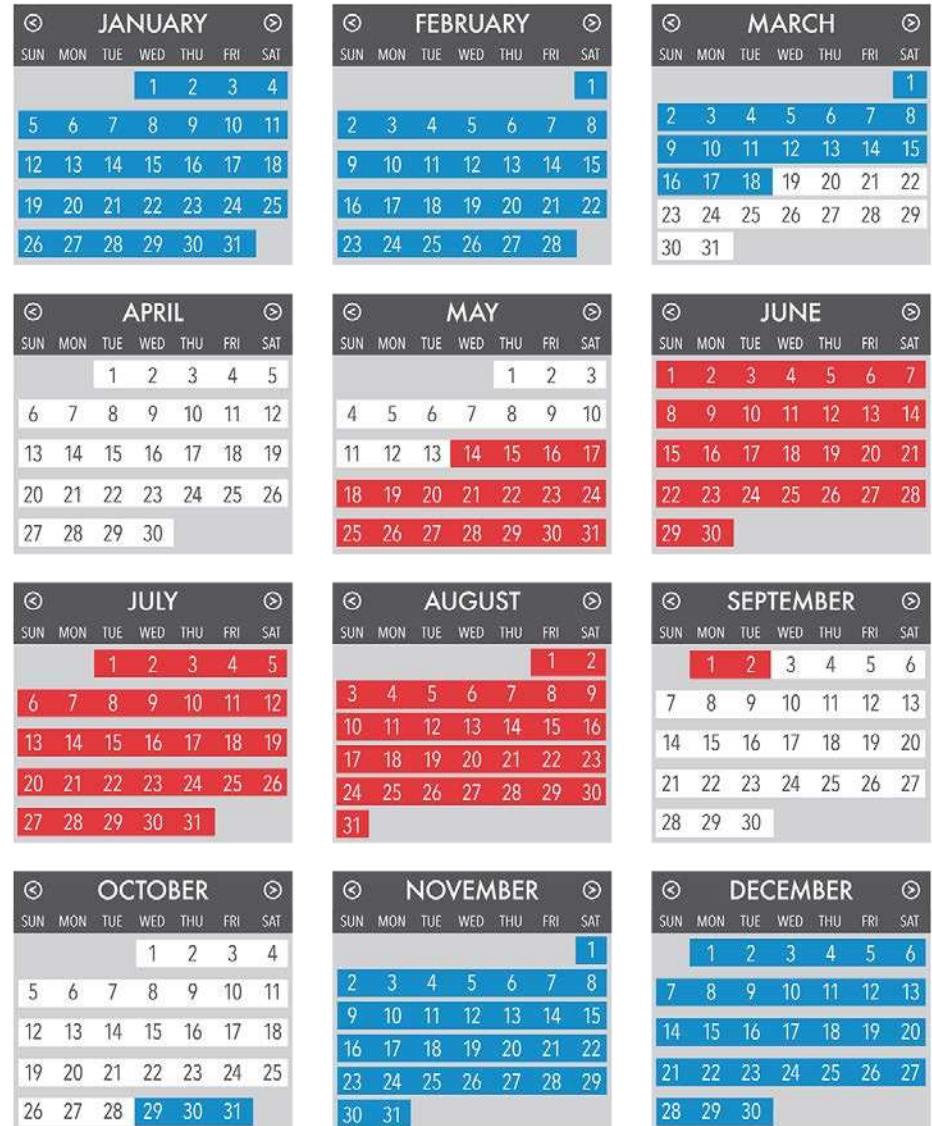 JANUARY
SUN MON TUE WED THU FRI SAT
1 2 3 4
5 6 7 8 9 10 11
12 13 14 15 16 17 18
19 20 21 22 23 24 25
26 27 28 29 30 31
FEBRUARY
SUN MON TUE WED THU FRI SAT
1
2 3 4 5 6 7 8
9 10 11 12 13 14 15
16 17 18 19 20 21 22
23 24 25 26 27 28
MARCH
SUN MON TUE WED THU FRI SAT
1
2 3 4 5 6 7 8
9 10 11 12 13 14 15
16 17 18 19 20 21 22
23 24 25 26 27 28 29
30 31
APRIL
SUN MON TUE WED THU FRI SAT
1 2 3 4 5
6 7 8 9 10 11 12
13 14 15 16 17 18 19
20 21 22 23 24 25 26
27 28 29 30
MAY
SUN MON TUE WED THU FRI SAT
1 2 3
4 5 6 7 8 9 10
11 12 13 14 15 16 17
18 19 20 21 22 23 24
25 26 27 28 29 30 31
JUNE
SUN MON TUE WED THU FRI SAT
1 2 3 4 5 6 7
8 9 10 11 12 13 14
15 16 17 18 19 20 21
22 23 24 25 26 27 28
29 30
JULY
SUN MON TUE WED THU FRI SAT
1 2 3 4 5
6 7 8 9 10 11 12
13 14 15 16 17 18 19
20 21 22 23 24 25 26
27 28 29 30 31
AUGUST
SUN MON TUE WED THU FRI SAT
1 2
3 4 5 6 7 8 9
10 11 12 13 14 15 16
17 18 19 20 21 22 23
24 25 26 27 28 29 30
31
SEPTEMBER
SUN MON TUE WED THU FRI SAT
1 2 3 4 5 6
7 8 9 10 11 12 13
14 15 16 17 18 19 20
21 22 23 24 25 26 27
28 29 30
OCTOBER
SUN MON TUE WED THU FRI SAT
1 2 3 4
5 6 7 8 9 10 11
12 13 14 15 16 17 18
19 20 21 22 23 24 25
26 27 28 29 30 31
NOVEMBER
SUN MON TUE WED THU FRI SAT
1
2 3 4 5 6 7 8
9 10 11 12 13 14 15
16 17 18 19 20 21 22
23 24 25 26 27 28 29
30 31
DECEMBER
SUN MON TUE WED THU FRI SAT
1 2 3 4 5 6
7 8 9 10 11 12 13
14 15 16 17 18 19 20
21 22 23 24 25 26 27
28 29 30